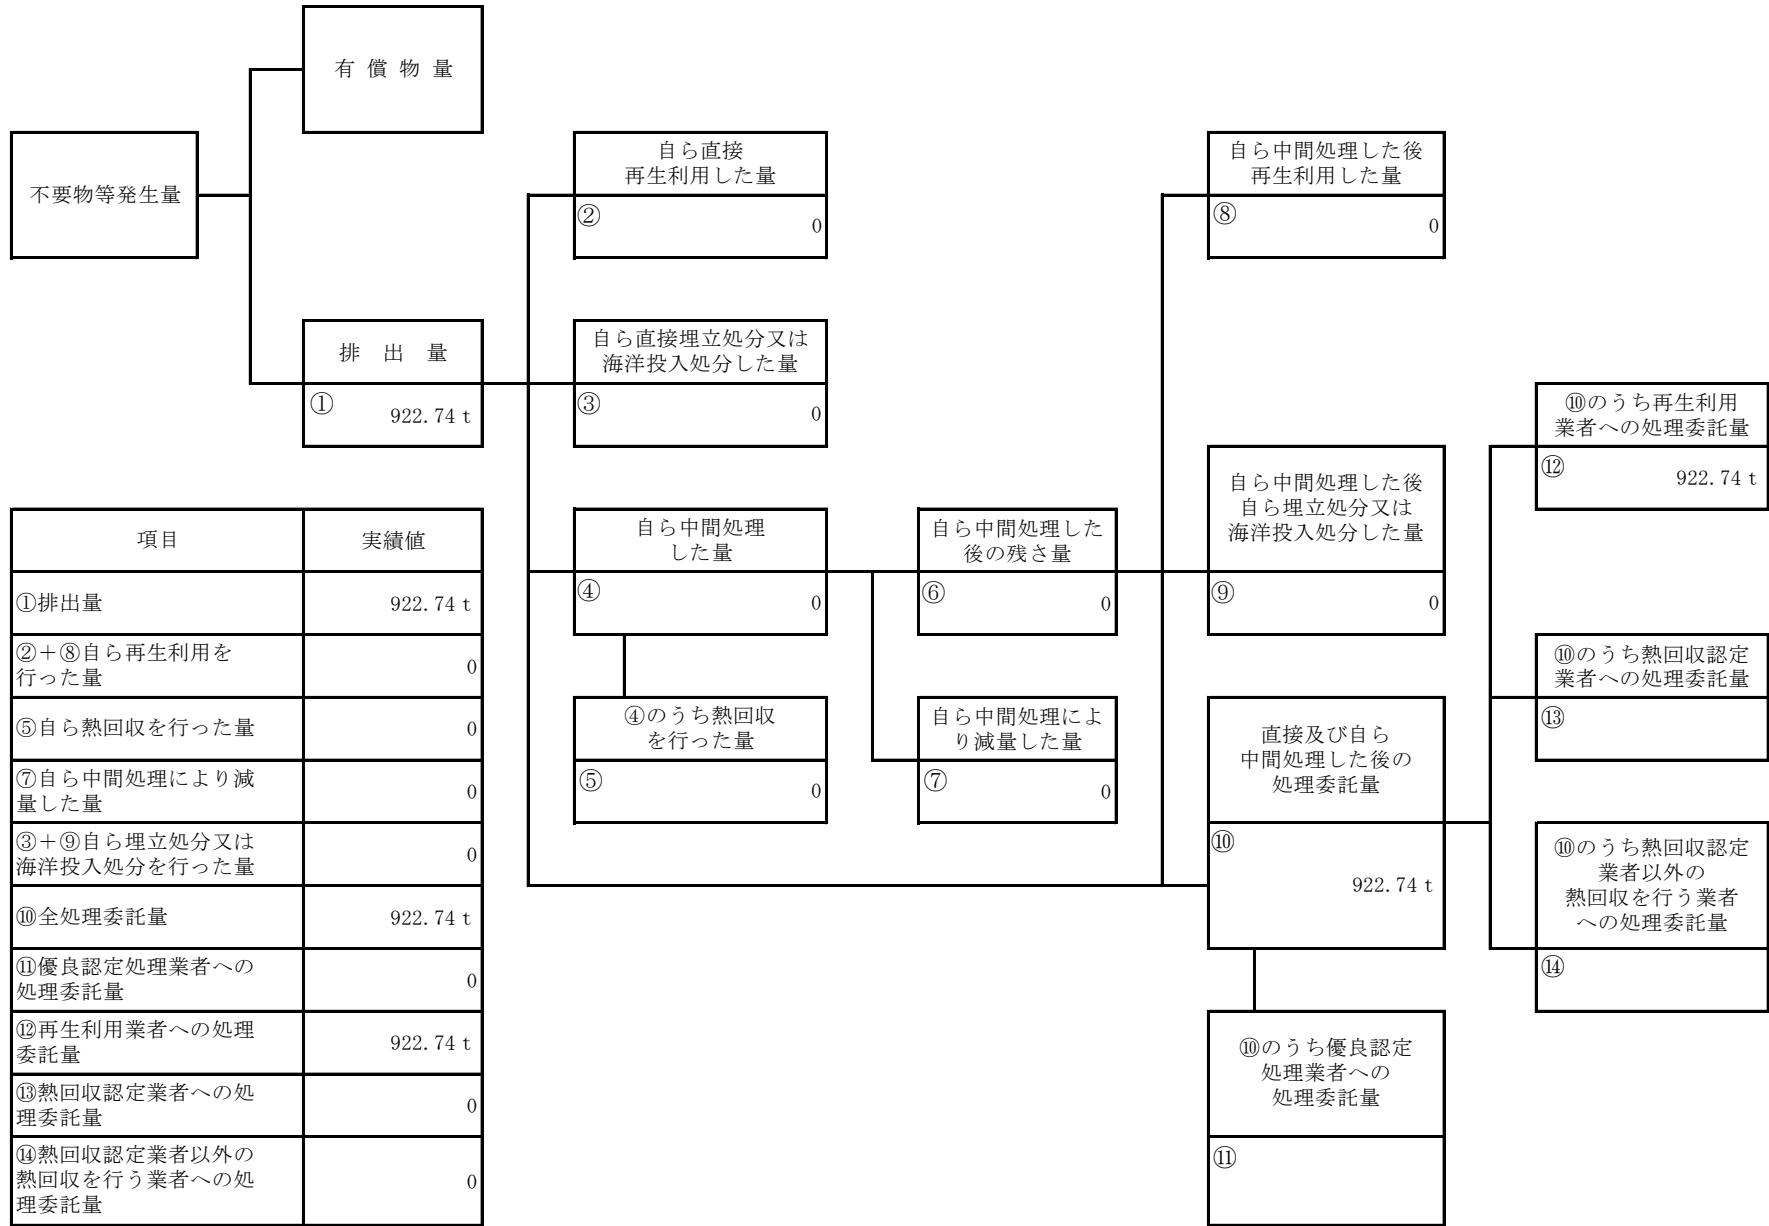 有 償 物 量
不要物等発生量
自ら直接
再生利用した量
②
0
自ら中間処理した後
再生利用した量
⑧
0
排 出 量
①
922.74 t
自ら直接埋立処分又は
海洋投入処分した量
③
0
⑩のうち再生利用
業者への処理委託量
⑫
922.74 t
自ら中間処理した後
自ら埋立処分又は
海洋投入処分した量
⑨
0
自ら中間処理
した量
④
0
自ら中間処理した
後の残さ量
⑥
0
④のうち熱回収
を行った量
⑤
0
自ら中間処理によ
り減量した量
⑦
0
直接及び自ら
中間処理した後の
処理委託量
⑩
922.74 t
⑩のうち熱回収認定
業者への処理委託量
⑬
⑩のうち熱回収認定
業者以外の
熱回収を行う業者
への処理委託量
⑭
⑩のうち優良認定
処理業者への
処理委託量
⑪
項目 実績値
①排出量 922.74 t
②＋⑧自ら再生利用を
行った量
0
⑤自ら熱回収を行った量 0
⑦自ら中間処理により減
量した量
0
③＋⑨自ら埋立処分又は
海洋投入処分を行った量
0
⑩全処理委託量 922.74 t
⑪優良認定処理業者への
処理委託量
0
⑫再生利用業者への処理
委託量
922.74 t
⑬熱回収認定業者への処
理委託量
0
⑭熱回収認定業者以外の
熱回収を行う業者への処
理委託量
0